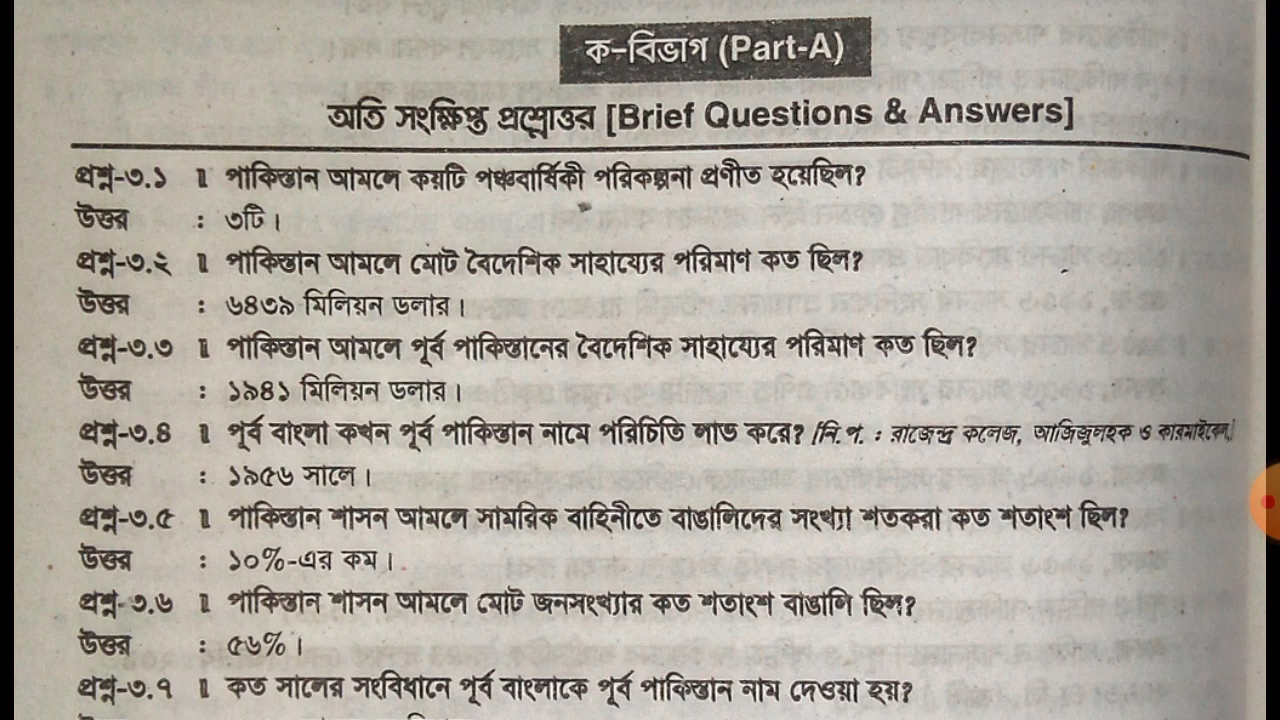 ক-বিভাগ (Part-A)
অতি সংক্ষিপ্ত প্রশ্নোত্তর [Brief Questions & Answers]
প্রশ্ন-৩.১ ॥ পাকিস্তান আমলে কয়টি পঞ্চবার্ষিকী পরিকল্পনা প্রণীত হয়েছিল?
উত্তর : ৩টি।
প্রশ্ন-৩.২ ॥ পাকিস্তান আমলে মোট বৈদেশিক সাহায্যের পরিমাণ কত ছিল?
উত্তর : ৬৪৩৯ মিলিয়ন ডলার।
প্রশ্ন-৩.৩ ॥ পাকিস্তান আমলে পূর্ব পাকিস্তানের বৈদেশিক সাহায্যের পরিমাণ কত ছিল?
উত্তর : ১৯৪১ মিলিয়ন ডলার।
প্রশ্ন-৩.৪ ॥ পূর্ব বাংলা কখন পূর্ব পাকিস্তান নামে পরিচিতি লাভ করে? [নি.প. : রাজেন্দ্র কলেজ, আজিজুলহক ও কারমাইকেল]
উত্তর : ১৯৫৬ সালে।
প্রশ্ন-৩.৫ ॥ পাকিস্তান শাসন আমলে সামরিক বাহিনীতে বাঙালিদের সংখ্যা শতকরা কত শতাংশ ছিল?
উত্তর : ১০%-এর কম।
প্রশ্ন-৩.৬ ॥ পাকিস্তান শাসন আমলে মোট জনসংখ্যার কত শতাংশ বাঙালি ছিল?
উত্তর : ৫৬%।
প্রশ্ন-৩.৭ ॥ কত সালের সংবিধানে পূর্ব বাংলাকে পূর্ব পাকিস্তান নাম দেওয়া হয়?